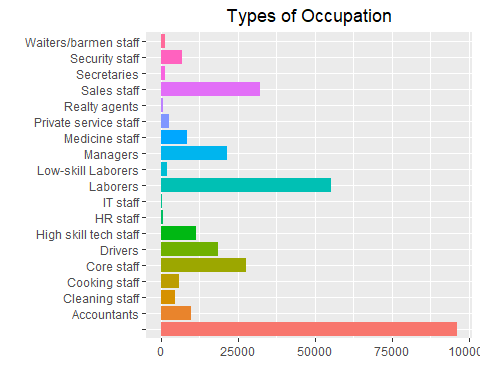 Types of Occupation
Waiters/barmen staff
Security staff
Secretaries
Sales staff
Realty agents
Private service staff
Medicine staff
Managers
Low-skill Laborers
Laborers
IT staff
HR staff
High skill tech staff
Drivers
Core staff
Cooking staff
Cleaning staff
Accountants
0 25000 50000 75000 10000